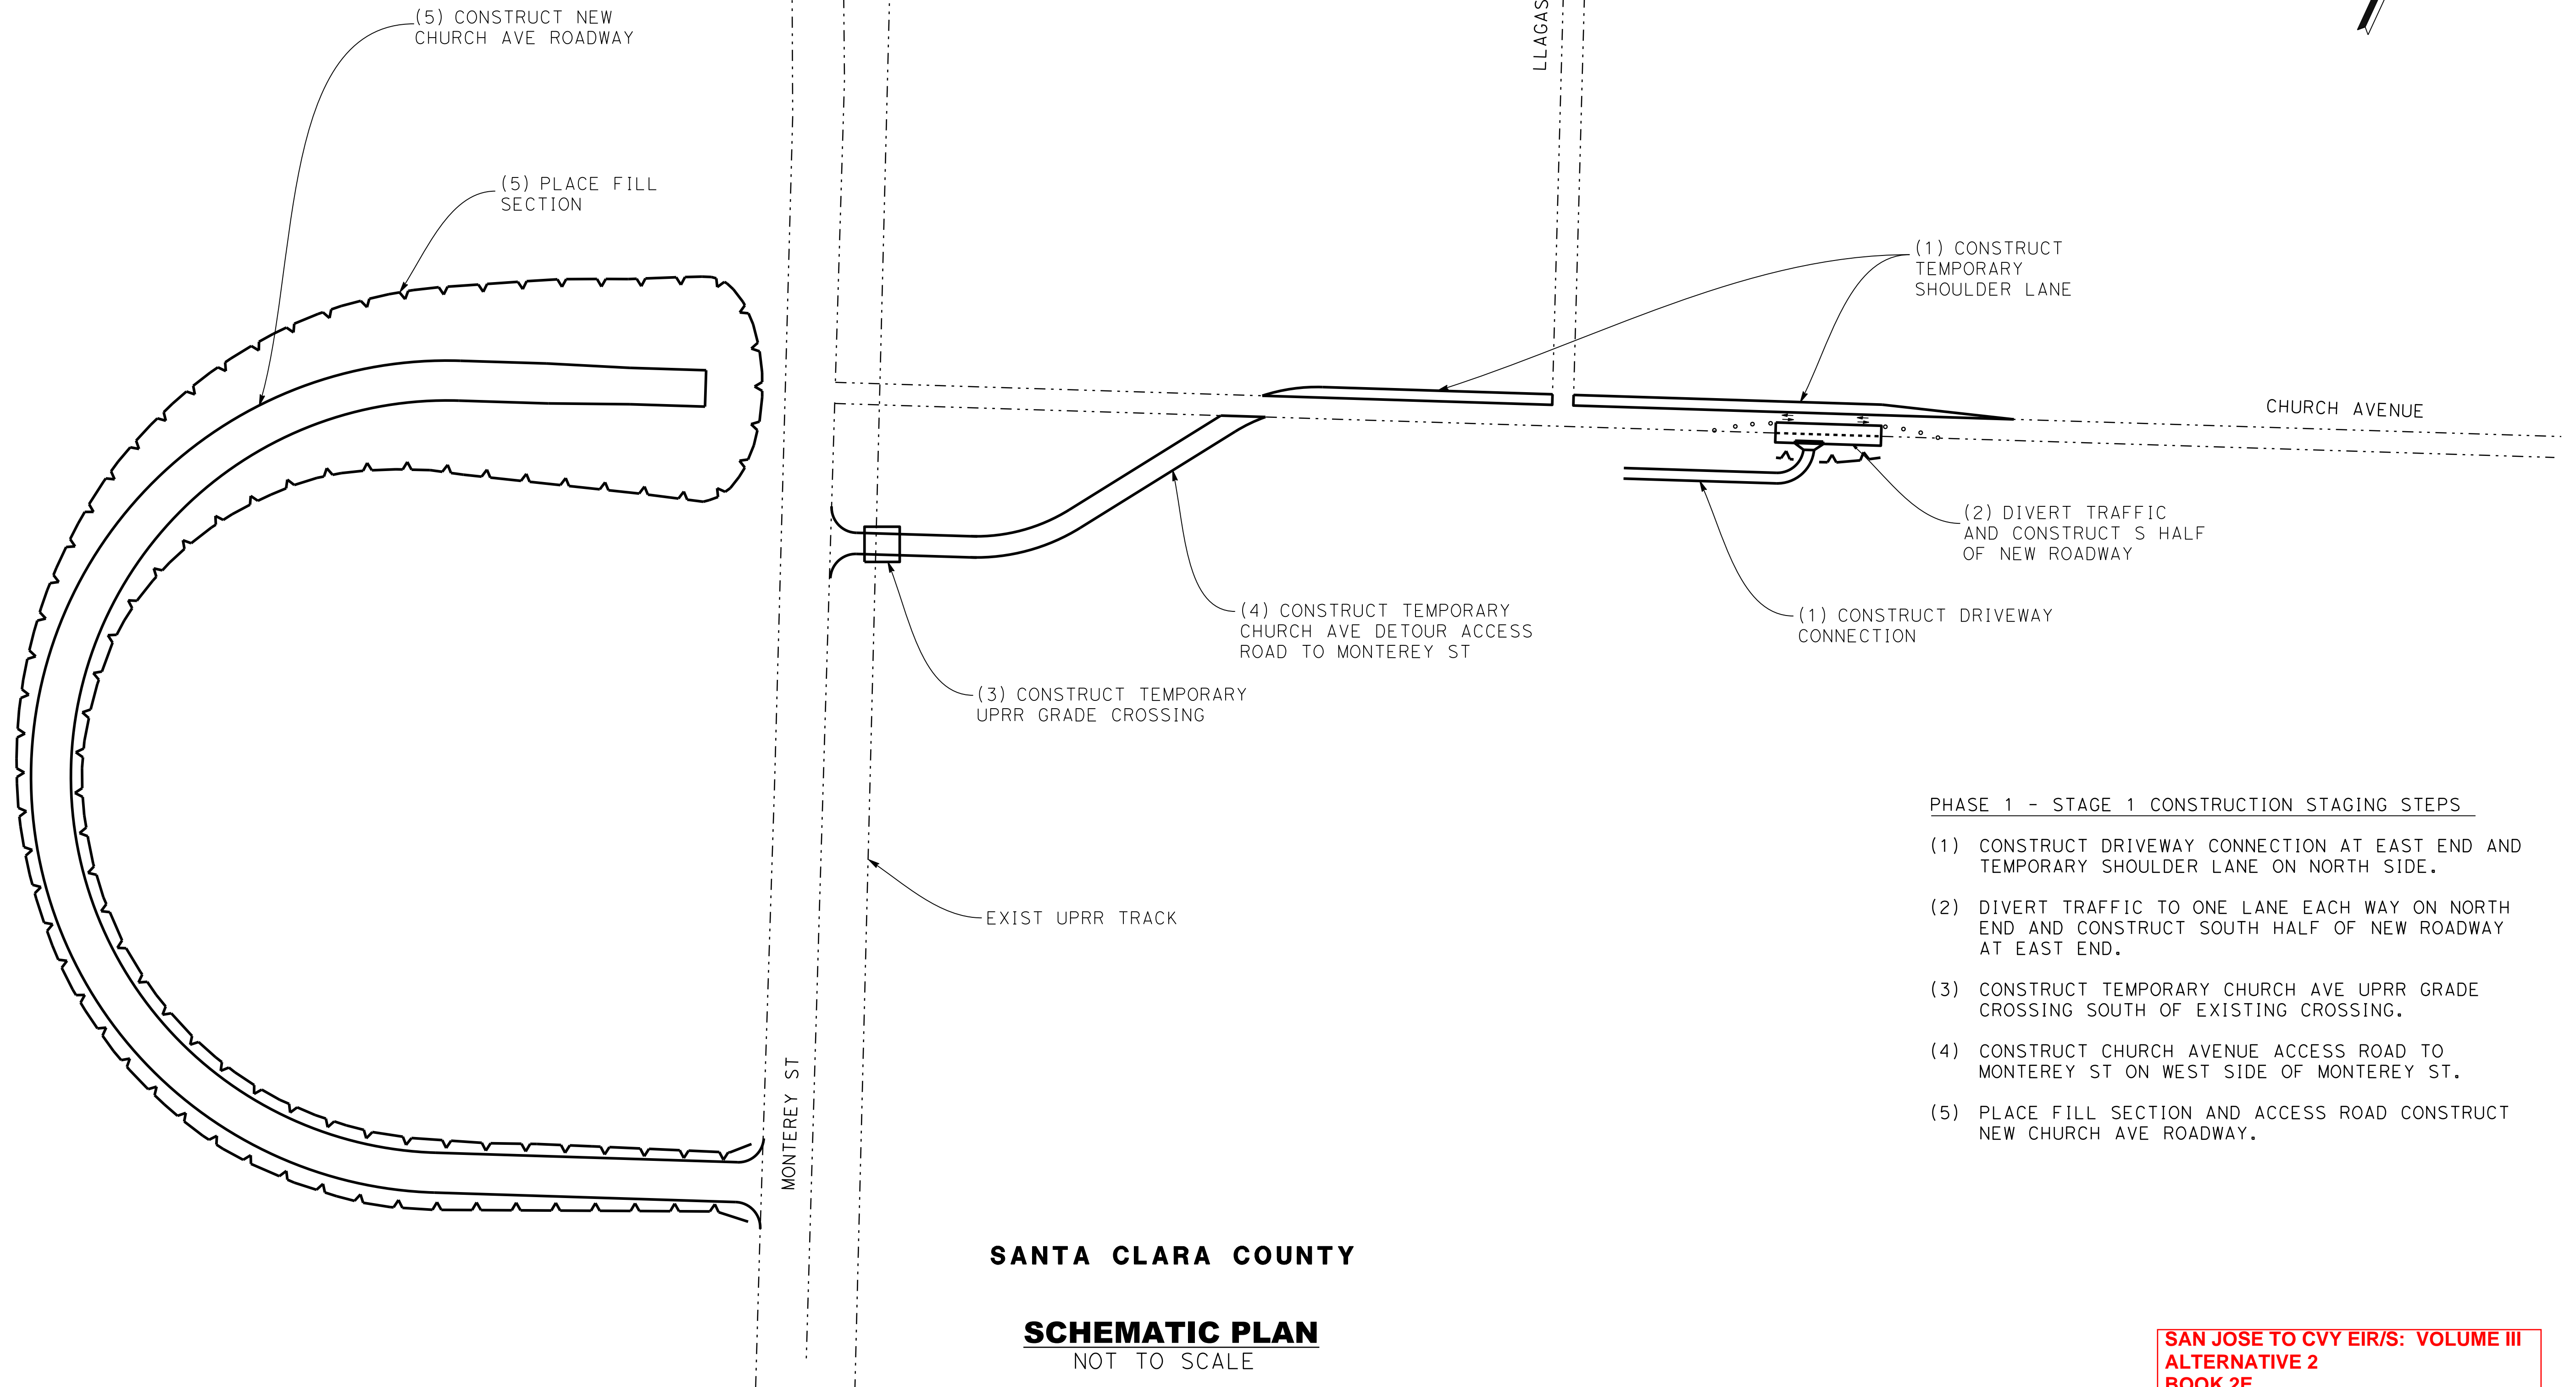 (5) CONSTRUCT NEW
CHURCH AVE ROADWAY
(5) PLACE FILL
SECTION
(1) CONSTRUCT
TEMPORARY
SHOULDER LANE
CHURCH AVENUE
(2) DIVERT TRAFFIC
AND CONSTRUCT S HALF
OF NEW ROADWAY
(1) CONSTRUCT DRIVEWAY
CONNECTION
(4) CONSTRUCT TEMPORARY
CHURCH AVE DETOUR ACCESS
ROAD TO MONTEREY ST
(3) CONSTRUCT TEMPORARY
UPRR GRADE CROSSING
EXIST UPRR TRACK
MONTEREY ST
PHASE 1 - STAGE 1 CONSTRUCTION STAGING STEPS
(1) CONSTRUCT DRIVEWAY CONNECTION AT EAST END AND
TEMPORARY SHOULDER LANE ON NORTH SIDE.
(2) DIVERT TRAFFIC TO ONE LANE EACH WAY ON NORTH
END AND CONSTRUCT SOUTH HALF OF NEW ROADWAY
AT EAST END.
(3) CONSTRUCT TEMPORARY CHURCH AVE UPRR GRADE
CROSSING SOUTH OF EXISTING CROSSING.
(4) CONSTRUCT CHURCH AVENUE ACCESS ROAD TO
MONTEREY ST ON WEST SIDE OF MONTEREY ST.
(5) PLACE FILL SECTION AND ACCESS ROAD CONSTRUCT
NEW CHURCH AVE ROADWAY.
SANTA CLARA COUNTY
SCHEMATIC PLAN
NOT TO SCALE
SAN JOSE TO CVY EIR/S: VOLUME III
ALTERNATIVE 2